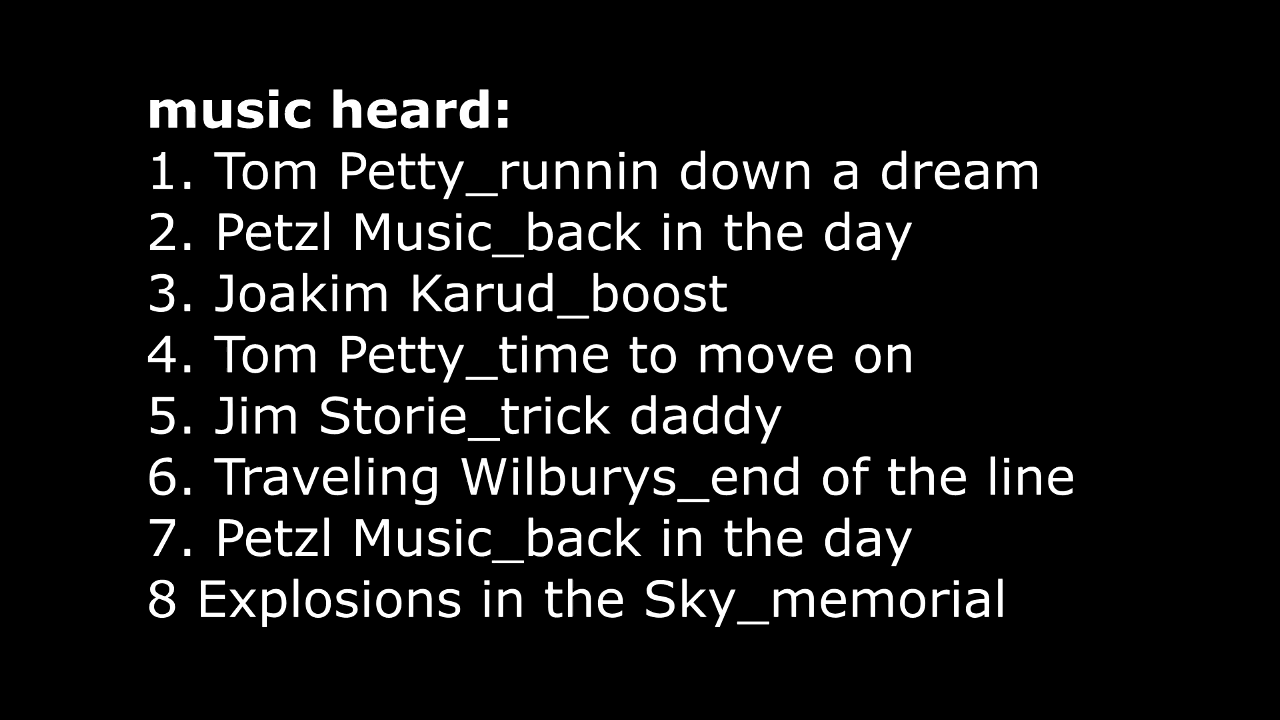 music heard:
1. Tom Petty_runnin down a dream
2. Petzl Music_back in the day
3. Joakim Karud_boost
4. Tom Petty_time to move on
5. Jim Storie_trick daddy
6. Traveling Wilburys_end of the line
7. Petzl Music_back in the day
8 Explosions in the Sky_memorial